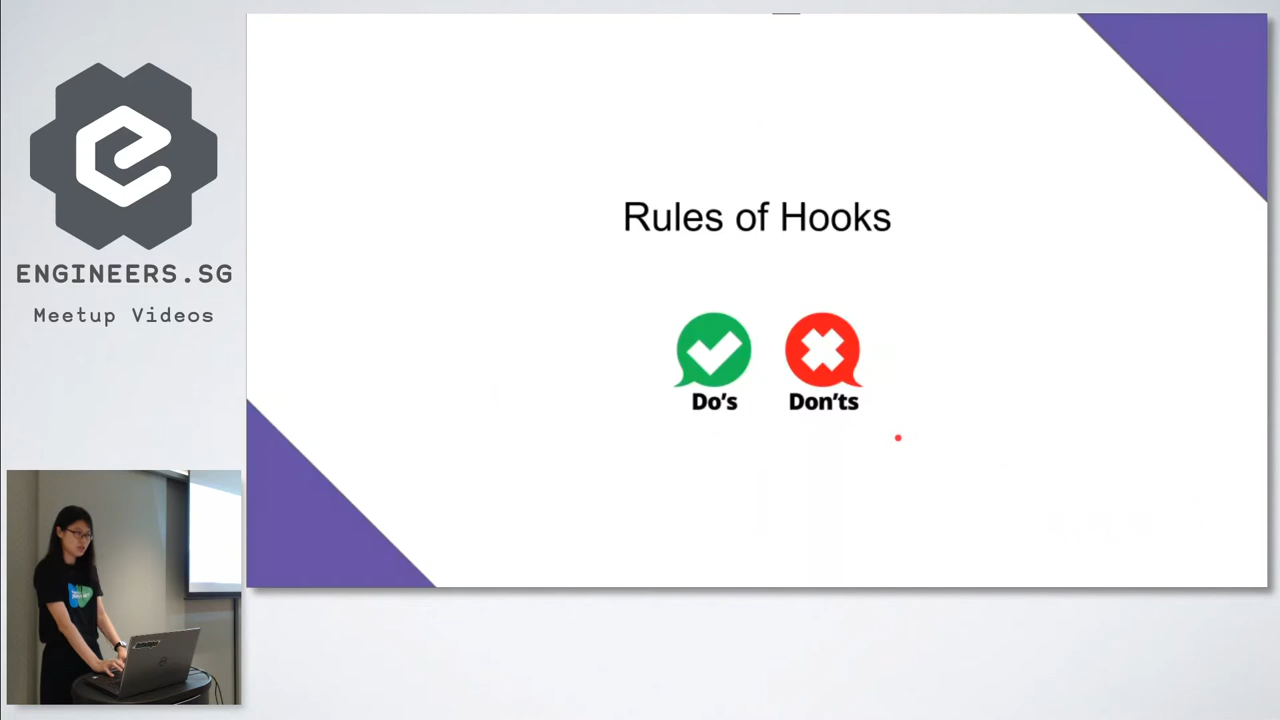 ENGINEERS.SG
Meetup Videos
Rules of Hooks
Do's
Don'ts